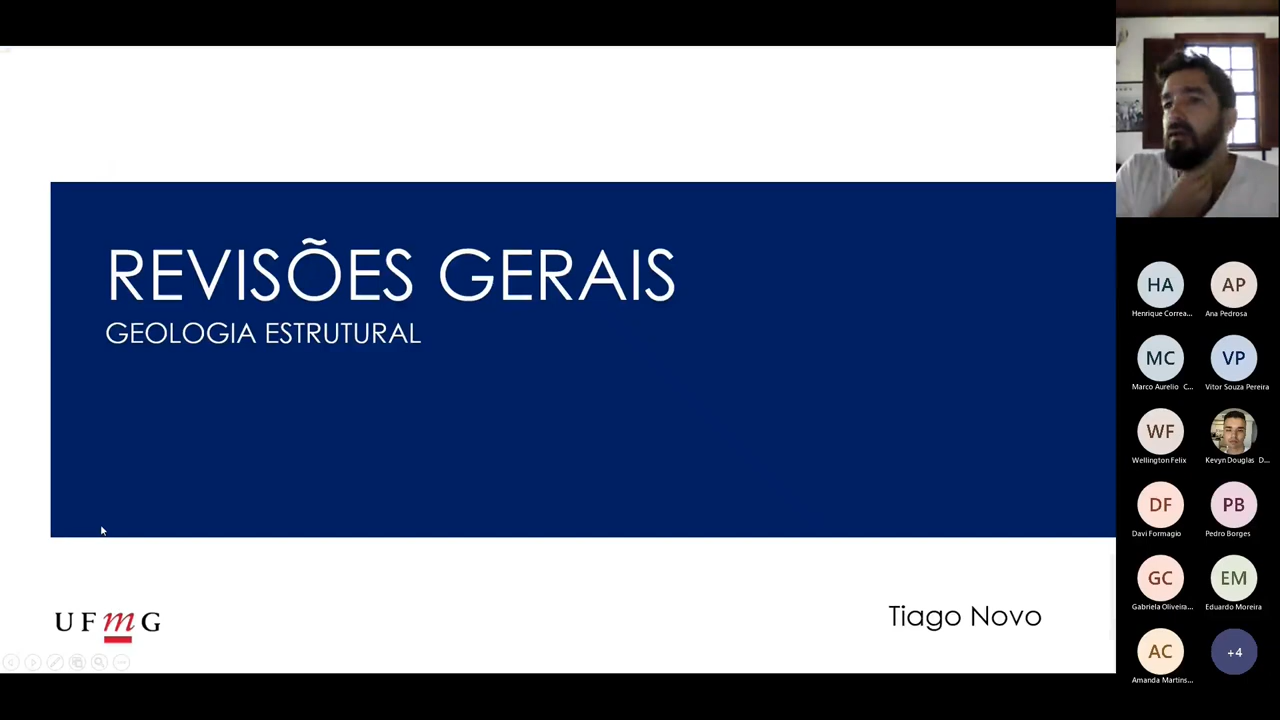 REVISÕES GERAIS
GEOLOGIA ESTRUTURAL
UFmG
Tiago Novo
HA
AP
Henrique Correa...
Ana Pedrosa
MC
VP
Marco Aurelio C...
Vitor Souza Pereira
WF
Wellington Felix
Kevyn Douglas D...
DF
PB
Davi Formagio
Pedro Borges
GC
EM
Gabriela Oliveira...
Eduardo Moreira
AC
+4
Amanda Martins...